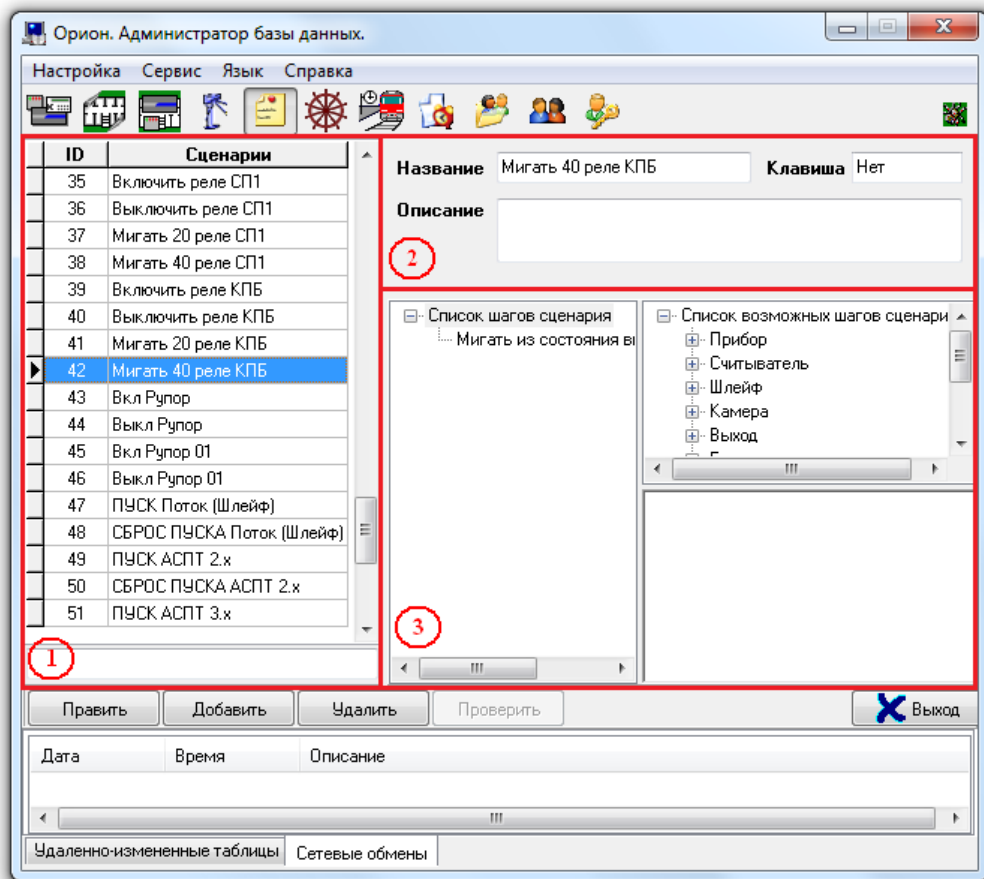 Орион. Администратор базы данных.
Настройка Сервис Язык Справка
ID Сценарии
35 Включить реле СП1
36 Выключить реле СП1
37 Мигать 20 реле СП1
38 Мигать 40 реле СП1
39 Включить реле КПБ
40 Выключить реле КПБ
41 Мигать 20 реле КПБ
42 Мигать 40 реле КПБ
43 Вкл Рупор
44 Выкл Рупор
45 Вкл Рупор 01
46 Выкл Рупор 01
47 ПУСК Поток (Шлейф)
48 СБРОС ПУСКА Поток (Шлейф)
49 ПУСК АСПТ 2.х
50 СБРОС ПУСКА АСПТ 2.х
51 ПУСК АСПТ 3.х
1
Название Мигать 40 реле КПБ Клавиша Нет
Описание
2
Список шагов сценария
Мигать из состояния
Список возможных шагов сценари
Прибор
Считыватель
Шлейф
Камера
Выход
3
Править Добавить Удалить Проверить Выход
Дата Время Описание
Удаленно-измененные таблицы Сетевые обмены